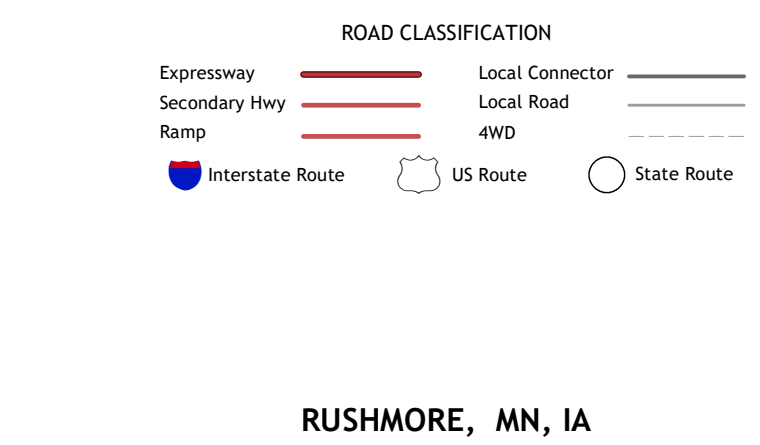 ROAD CLASSIFICATION
Expressway Local Connector
Secondary Hwy Local Road
Ramp 4WD
Interstate Route US Route State Route
RUSHMORE, MN, IA